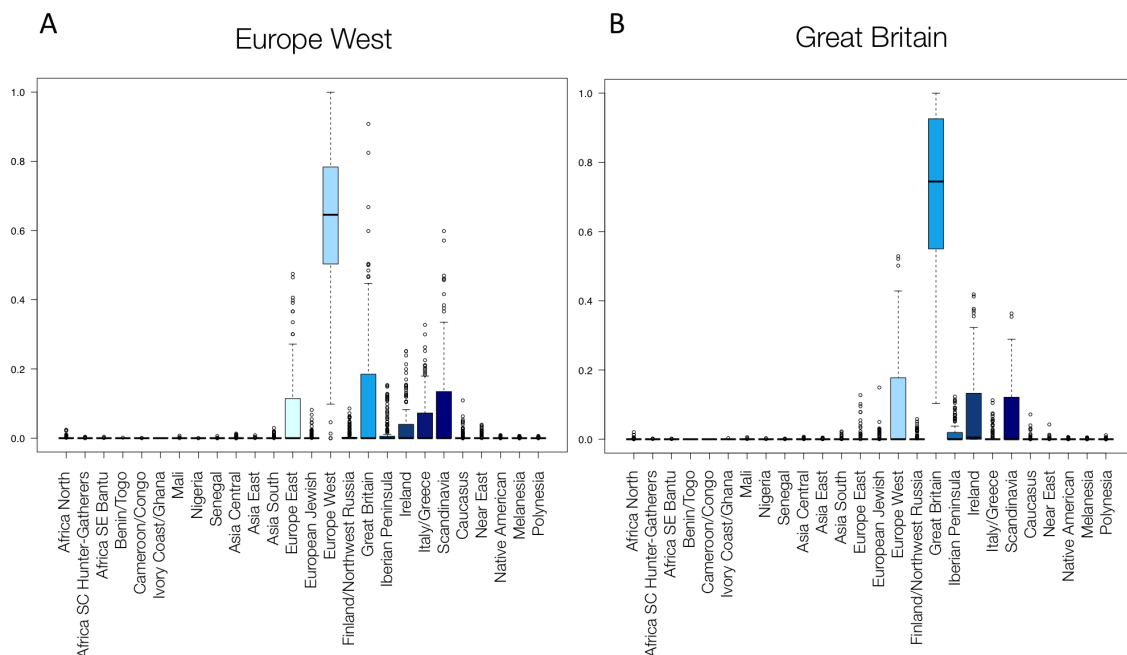 A
Europe West
1.0
0.8
0.6
0.4
0.2
0.0
Africa North
Africa SC Hunter-Gatherers
Africa SE Bantu
Benin/Togo
Cameroon/Congo
Ivory Coast/Ghana
Mali
Nigeria
Senegal
Asia Central
Asia East
Asia South
Europe East
European Jewish
Europe West
Finland/Northwest Russia
Great Britain
Iberian Peninsula
Ireland
Italy/Greece
Scandinavia
Caucasus
Near East
Native American
Melanesia
Polynesia
B
Great Britain
1.0
0.8
0.6
0.4
0.2
0.0
Africa North
Africa SC Hunter-Gatherers
Africa SE Bantu
Benin/Togo
Cameroon/Congo
Ivory Coast/Ghana
Mali
Nigeria
Senegal
Asia Central
Asia East
Asia South
Europe East
European Jewish
Europe West
Finland/Northwest Russia
Great Britain
Iberian Peninsula
Ireland
Italy/Greece
Scandinavia
Caucasus
Near East
Native American
Melanesia
Polynesia